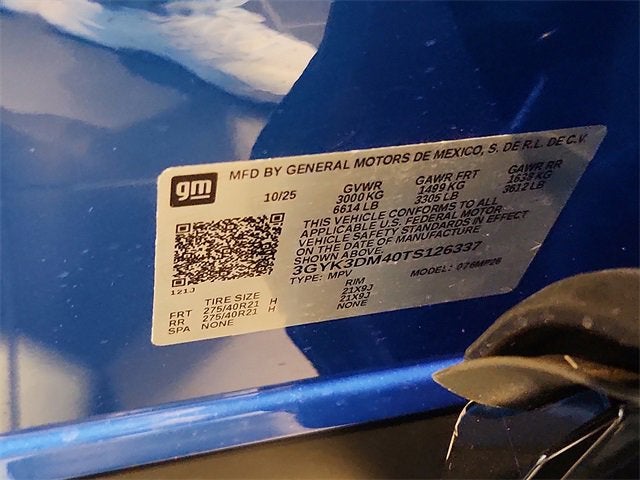 gm
MFD BY GENERAL MOTORS DE MEXICO, S. DE R.L. DE C.V.
10/25 GVWR GAWR FRT GAWR RR
3000 KG 1499 KG 1638 KG
6614 LB 3305 LB 3612 LB
THIS VEHICLE CONFORMS TO ALL
APPLICABLE U.S. FEDERAL MOTOR
VEHICLE SAFETY STANDARDS IN EFFECT
ON THE DATE OF MANUFACTURE
SHOWN ABOVE.
3GYK3DM40TS126337
TYPE: MPV MODEL: 076MP26
121J
TIRE SIZE RIM
FRT 275/40R21 H 21X9J
RR 275/40R21 H 21X9J
SPA NONE NONE